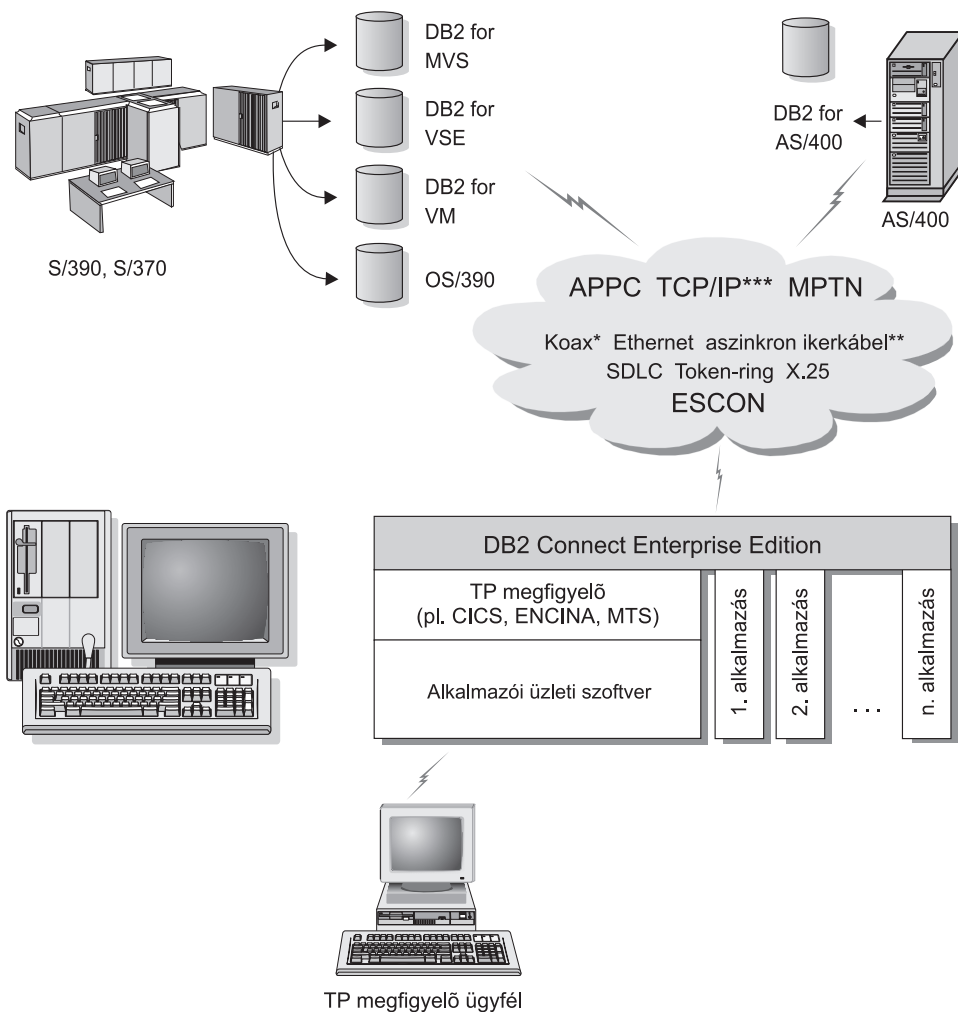 DB2 for
MVS
DB2 for
VSE
DB2 for
VM
OS/390
S/390, S/370
DB2 for
AS/400
AS/400
APPC TCP/IP*** MPTN
Koax* Ethernet aszinkron ikerkábel**
SDLC Token-ring X.25
ESCON
DB2 Connect Enterprise Edition
TP megfigyelõ
(pl. CICS, ENCINA, MTS)
Alkalmazói üzleti szoftver
1. alkalmazás
2. alkalmazás
. . .
n. alkalmazás
TP megfigyelõ ügyfél